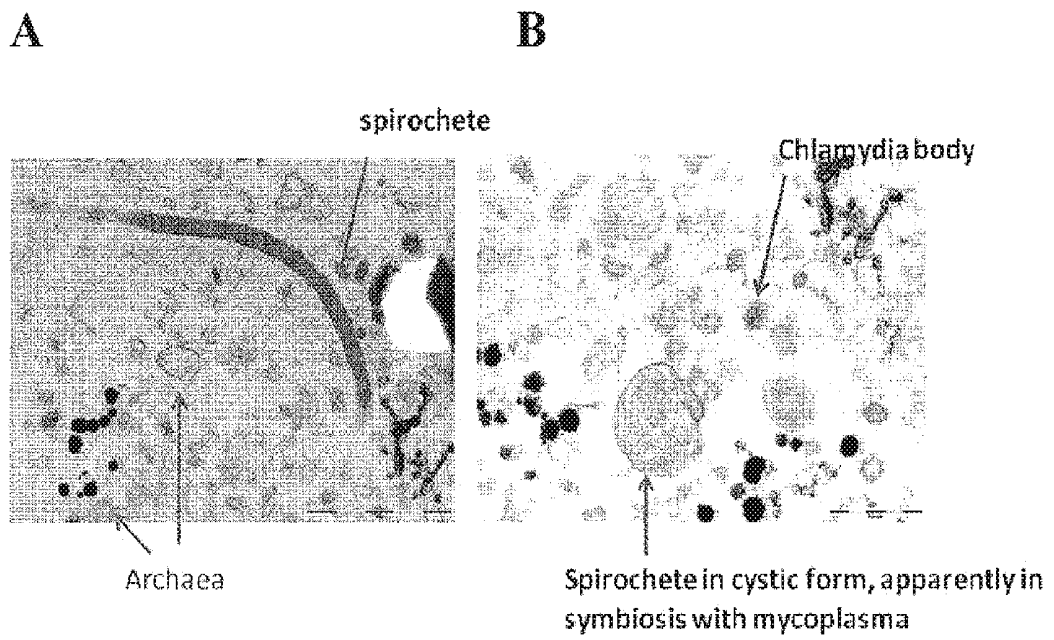 A
B
spirochete
Chlamydia body
Archaea
Spirochete in cystic form, apparently in
symbiosis with mycoplasma